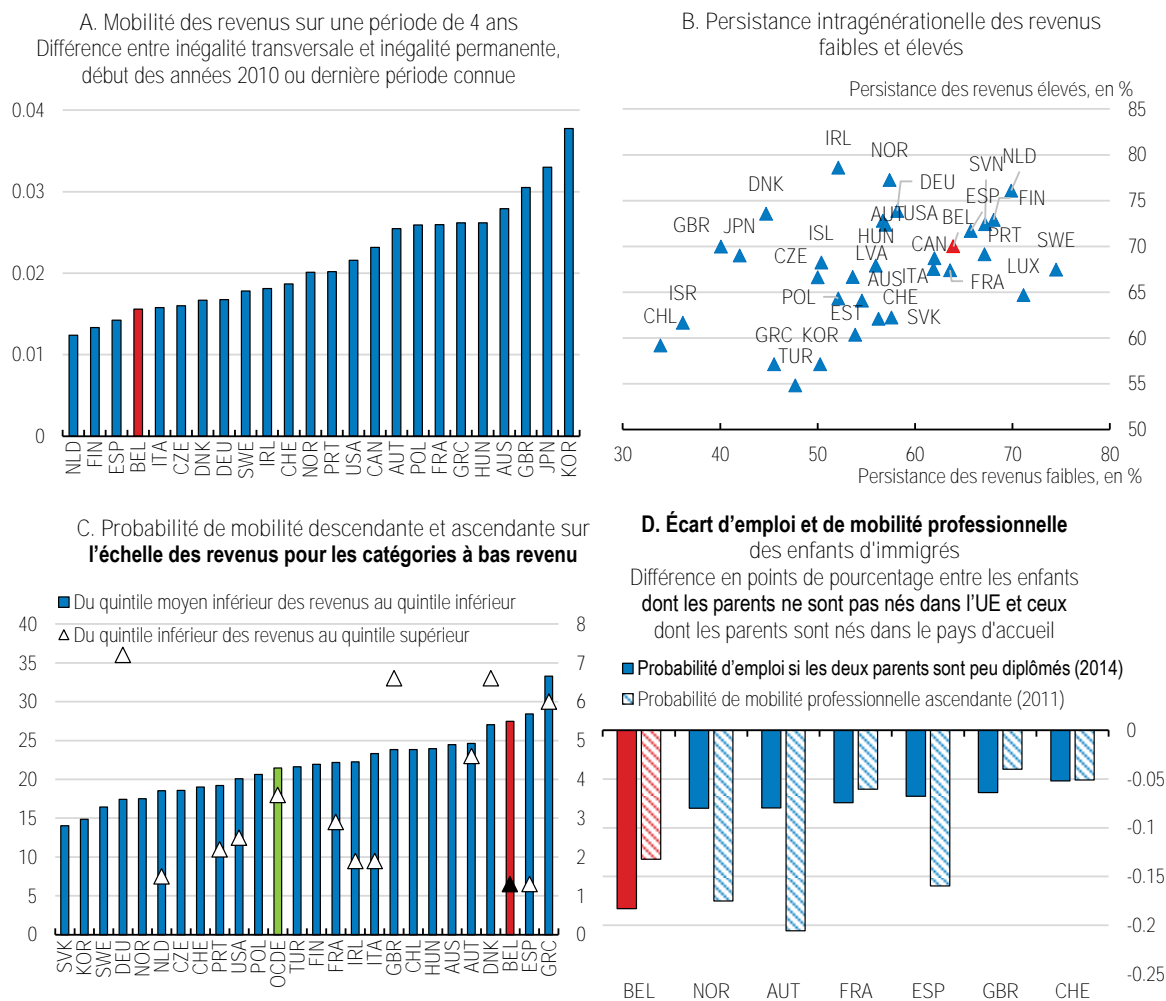 A. Mobilité des revenus sur une période de 4 ans
Différence entre inégalité transversale et inégalité permanente,
début des années 2010 ou dernière période connue
0.04
0.03
0.02
0.01
0
NLD FIN ESP BEL ITA CZE DNK DEU SWE IRL CHE NOR PRT USA CAN AUT POL FRA GRC HUN AUS GBR JPN KOR
B. Persistance intragénérationelle des revenus
faibles et élevés
Persistance des revenus élevés, en %
85
80
75
70
65
60
55
50
IRL
NOR
SVN NLD
DNK
DEU
ESP FIN
GBR JPN
AUT USA
BEL
ISL
HUN
CAN
PRT
SWE
CZE
LVA
AUS ITA
FRA
LUX
ISR
POL
EST
CHE
CHL
SVK
GRC KOR
TUR
30 40 50 60 70 80
Persistance des revenus faibles, en %
C. Probabilité de mobilité descendante et ascendante sur
l'échelle des revenus pour les catégories à bas revenu
Du quintile moyen inférieur des revenus au quintile inférieur
Du quintile inférieur des revenus au quintile supérieur
40 8
35 7
30 6
25 5
20 4
15 3
10 2
5 1
0 0
SVK KOR SWE DEU NOR NLD CZE CHE PRT USA POL OCDE TUR FIN FRA IRL ITA GBR CHL HUN AUS AUT DNK BEL ESP GRC
D. Écart d'emploi et de mobilité professionnelle
des enfants d'immigrés
Différence en points de pourcentage entre les enfants
dont les parents ne sont pas nés dans l'UE et ceux
dont les parents sont nés dans le pays d'accueil
Probabilité d'emploi si les deux parents sont peu diplômés (2014)
Probabilité de mobilité professionnelle ascendante (2011)
0
-0.05
-0.1
-0.15
-0.2
-0.25
BEL NOR AUT FRA ESP GBR CHE